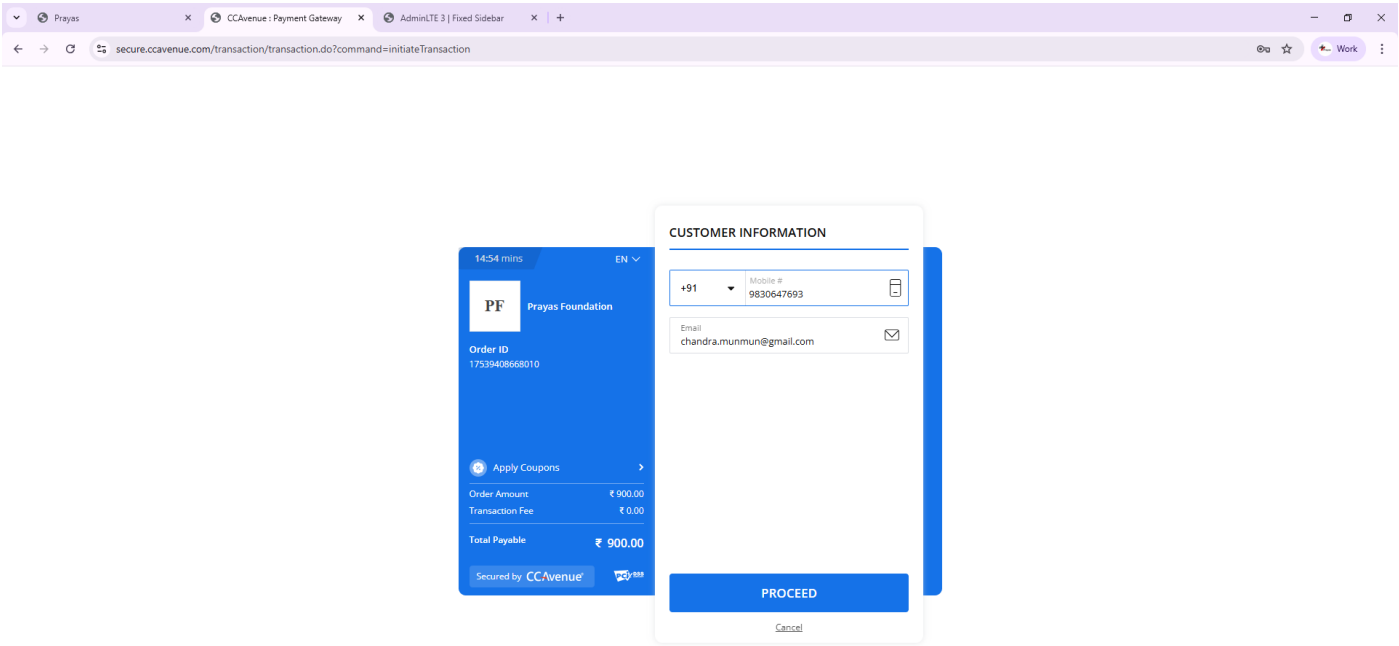 Prayas
CCAvenue : Payment Gateway
AdminLTE 3 | Fixed Sidebar
secure.ccavenue.com/transaction/transaction.do?command=initiateTransaction
Work
14:54 mins
EN
PF
Prayas Foundation
Order ID
17539408668010
Apply Coupons
Order Amount ₹ 900.00
Transaction Fee ₹ 0.00
Total Payable ₹ 900.00
Secured by CCAvenue
CUSTOMER INFORMATION
+91
Mobile #
9830647693
Email
chandra.munmun@gmail.com
PROCEED
Cancel